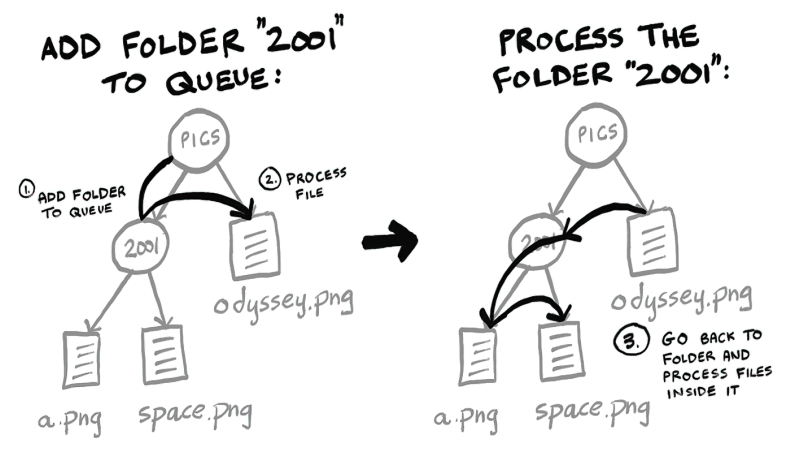 ADD FOLDER "2001"
TO QUEUE:
PICS
1. ADD FOLDER
TO QUEUE
2. PROCESS
FILE
2001
odyssey.png
a.png
space.png
PROCESS THE
FOLDER "2001":
PICS
2001
odyssey.png
3. GO BACK TO
FOLDER AND
PROCESS FILES
INSIDE IT
a.png
space.png